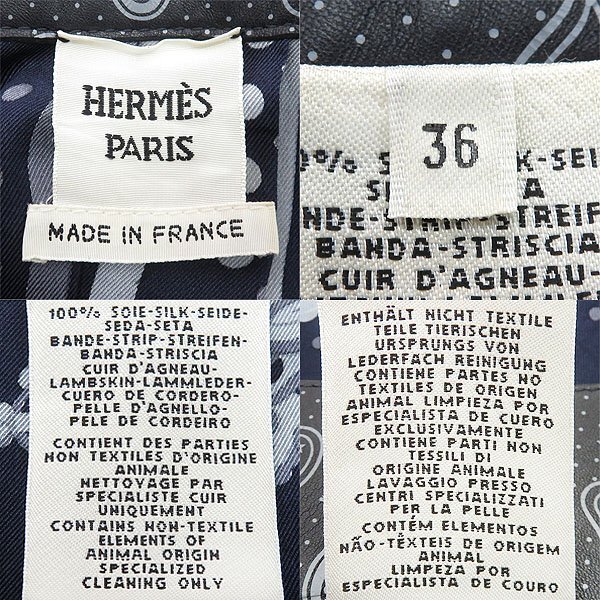 HERMÈS
PARIS
MADE IN FRANCE
36
0% S K-SEI
SE A
NDE-S TREIF
BANDA-STRISCIA
CUIR D'AGNEAU-
100% SOIE-SILK-SEIDE-
SEDA-SETA
BANDE-STRIP-STREIFEN-
BANDA-STRISCIA
CUIR D'AGNEAU-
LAMBSKIN-LAMMLEDER-
CUERO DE CORDERO-
PELLE D'AGNELLO-
PELE DE CORDEIRO
CONTIENT DES PARTIES
NON TEXTILES D'ORIGINE
ANIMALE
NETTOYAGE PAR
SPECIALISTE CUIR
UNIQUEMENT
CONTAINS NON-TEXTILE
ELEMENTS OF
ANIMAL ORIGIN
SPECIALIZED
CLEANING ONLY
ENTHÄLT NICHT TEXTILE
TEILE TIERISCHEN
URSPRUNGS VON
LEDERFACH REINIGUNG
CONTIENE PARTES NO
TEXTILES DE ORIGEN
ANIMAL LIMPIEZA POR
ESPECIALISTA DE CUERO
EXCLUSIVAMENTE
CONTIENE PARTI NON
TESSILI DI
ORIGINE ANIMALE
LAVAGGIO PRESSO
CENTRI SPECIALIZZATI
PER LA PELLE
CONTÉM ELEMENTOS
NÃO-TÊXTEIS DE ORIGEM
ANIMAL
LIMPEZA POR
ESPECIALISTA DE COURO